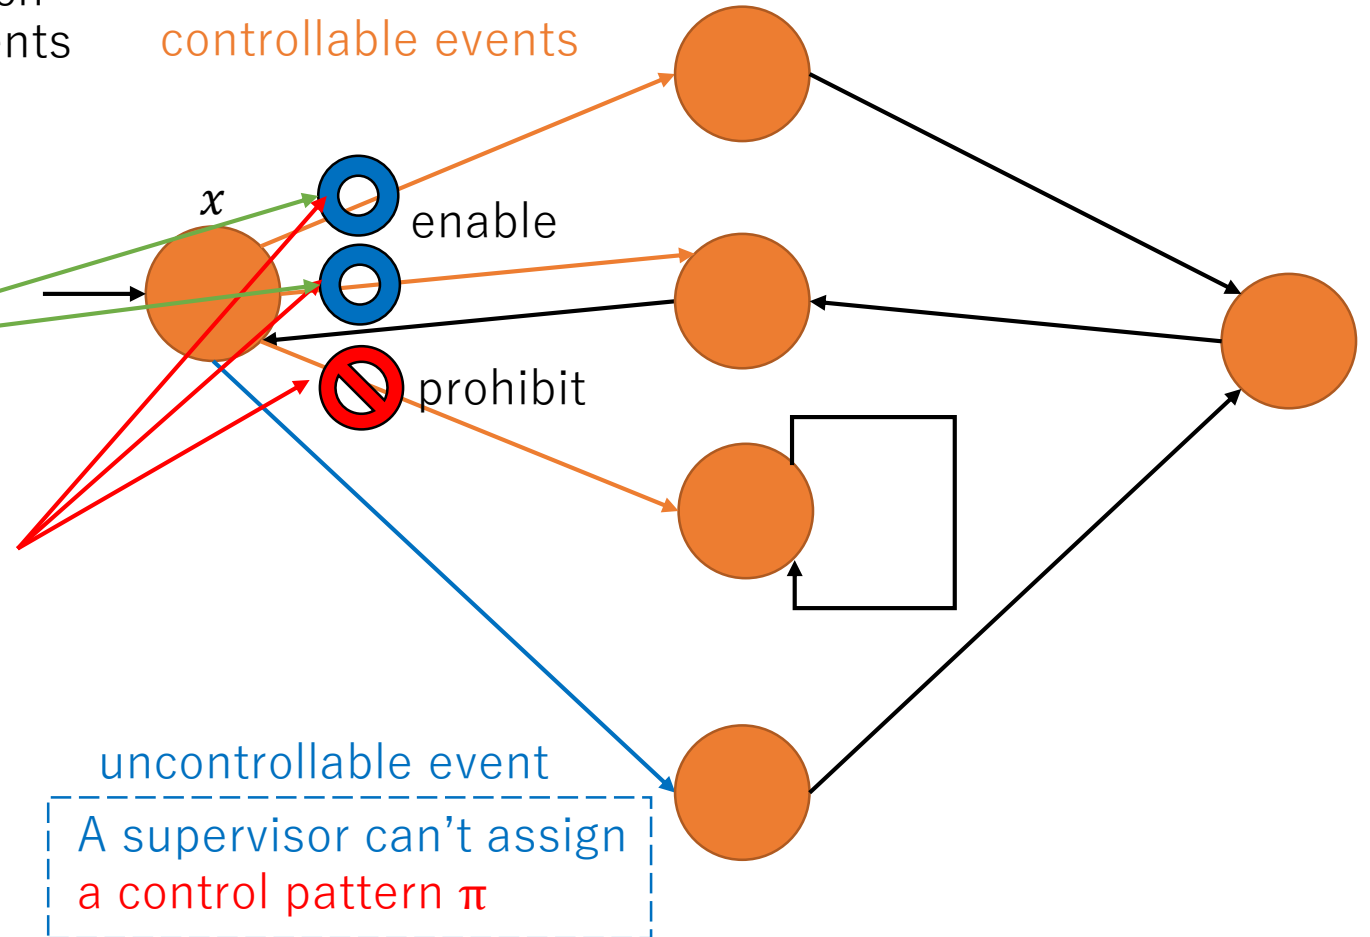 nts
controllable events
x
enable
prohibit
uncontrollable event
A supervisor can't assign
a control pattern π